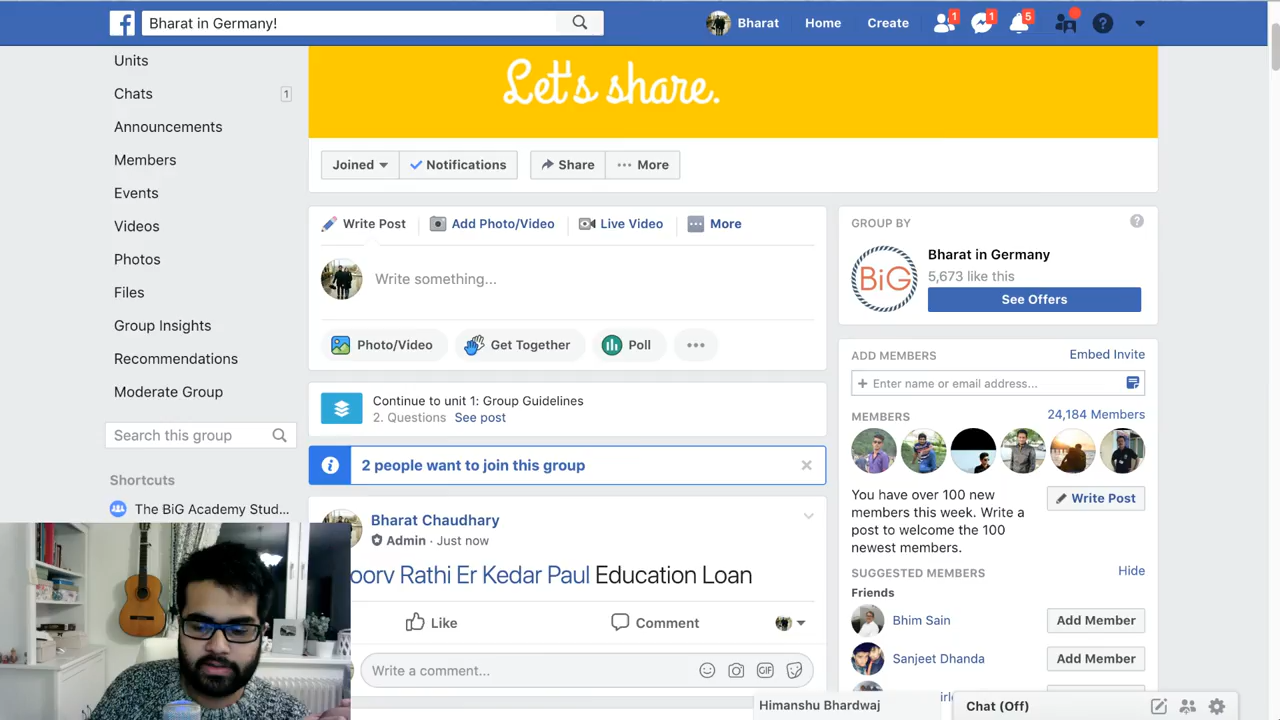 Bharat in Germany!
Bharat
Home
Create
1
1
5
Units
Chats
1
Announcements
Members
Events
Videos
Photos
Files
Group Insights
Recommendations
Moderate Group
Search this group
Shortcuts
The BiG Academy Stud...
Let's share.
Joined
Notifications
Share
More
Write Post
Add Photo/Video
Live Video
More
Write something...
Photo/Video
Get Together
Poll
Continue to unit 1: Group Guidelines
2. Questions · See post
2 people want to join this group
Bharat Chaudhary
Admin · Just now
oorv Rathi Er Kedar Paul Education Loan
Like
Comment
Write a comment...
GIF
GROUP BY
BiG
Bharat in Germany
5,673 like this
See Offers
ADD MEMBERS
Embed Invite
+ Enter name or email address...
MEMBERS
24,184 Members
You have over 100 new
members this week. Write a
post to welcome the 100
newest members.
Write Post
SUGGESTED MEMBERS
Hide
Friends
Bhim Sain
Add Member
Sanjeet Dhanda
Add Member
Himanshu Bhardwaj
Chat (Off)